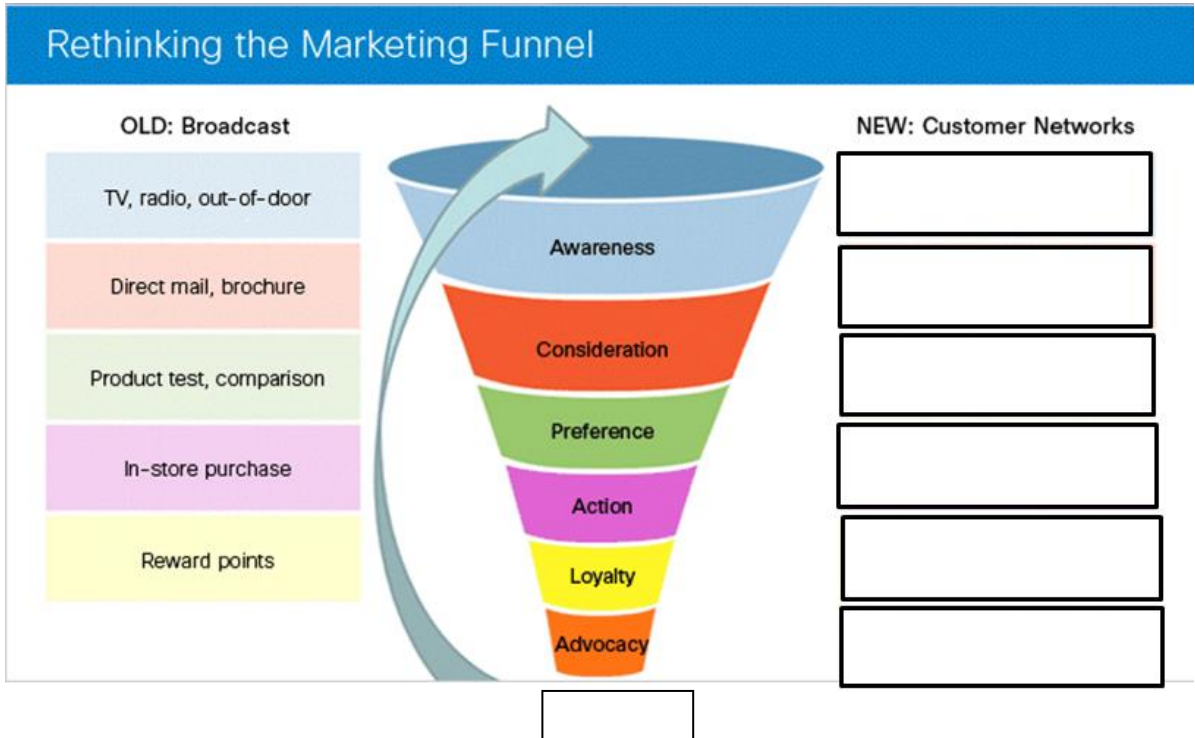 Rethinking the Marketing Funnel
OLD: Broadcast
TV, radio, out-of-door
Direct mail, brochure
Product test, comparison
In-store purchase
Reward points
Awareness
Consideration
Preference
Action
Loyalty
Advocacy
NEW: Customer Networks